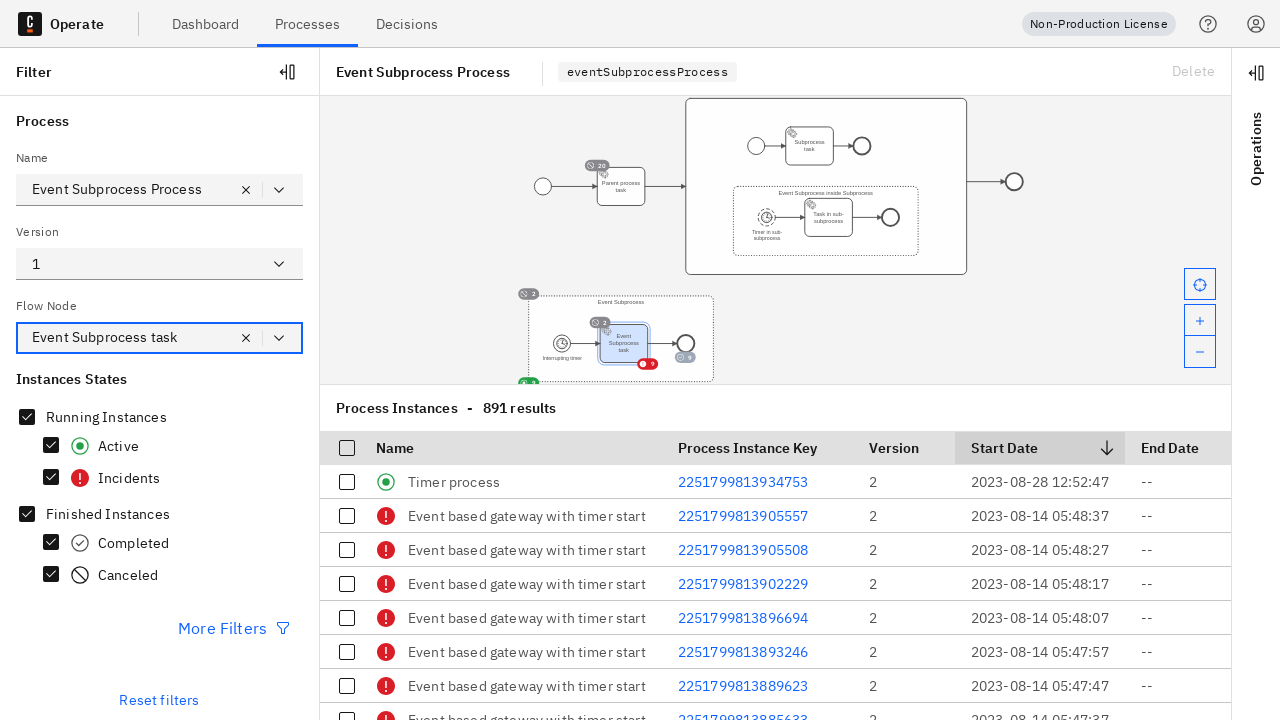 Operate
Dashboard
Processes
Decisions
Non-Production License
Filter
Process
Name
Event Subprocess Process
Version
1
Flow Node
Event Subprocess task
Instances States
Running Instances
Active
Incidents
Finished Instances
Completed
Canceled
More Filters
Reset filters
Event Subprocess Process
eventSubprocessProcess
Delete
Operations
20
Parent process
task
Subprocess
task
Event Subprocess inside Subprocess
Timer in sub-
subprocess
Task in sub-
subprocess
2
Event Subprocess
2
Event
Subprocess
task
Interrupting timer
9
9
Process Instances - 891 results
Name Process Instance Key Version Start Date End Date
Timer process 2251799813934753 2 2023-08-28 12:52:47 --
Event based gateway with timer start 2251799813905557 2 2023-08-14 05:48:37 --
Event based gateway with timer start 2251799813905508 2 2023-08-14 05:48:27 --
Event based gateway with timer start 2251799813902229 2 2023-08-14 05:48:17 --
Event based gateway with timer start 2251799813896694 2 2023-08-14 05:48:07 --
Event based gateway with timer start 2251799813893246 2 2023-08-14 05:47:57 --
Event based gateway with timer start 2251799813889623 2 2023-08-14 05:47:47 --
Event based gateway with timer start 2251799813885633 2 2023-08-14 05:47:37 --